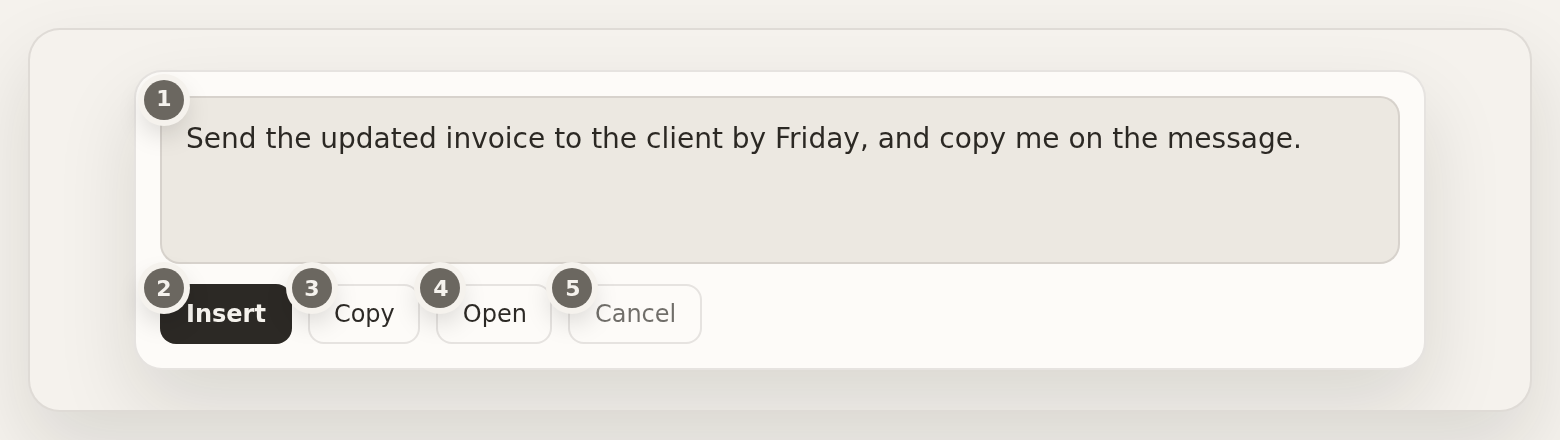 1
Send the updated invoice to the client by Friday, and copy me on the message.
2 Insert 3 Copy 4 Open 5 Cancel